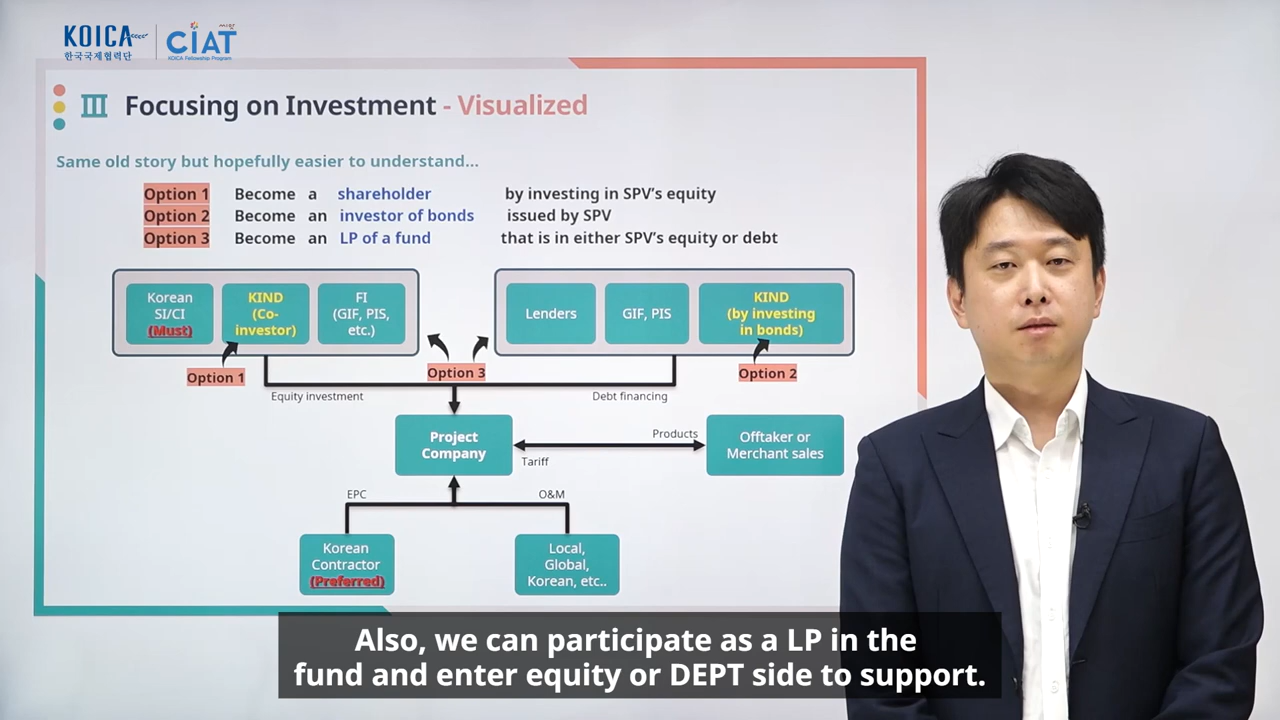 KOICA
한국국제협력단
CIAT
KOICA Fellowship Program
III Focusing on Investment - Visualized
Same old story but hopefully easier to understand...
Option 1 Become a shareholder by investing in SPV's equity
Option 2 Become an investor of bonds issued by SPV
Option 3 Become an LP of a fund that is in either SPV's equity or debt
Korean
SI/CI
(Must)
KIND
(Co-
investor)
FI
(GIF, PIS,
etc.)
Lenders
GIF, PIS
KIND
(by investing
in bonds)
Option 1
Option 3
Option 2
Equity investment
Debt financing
Project
Company
Products
Tariff
Offtaker or
Merchant sales
EPC
O&M
Korean
Contractor
(Preferred)
Local,
Global,
Korean, etc..
Also, we can participate as a LP in the
fund and enter equity or DEPT side to support.